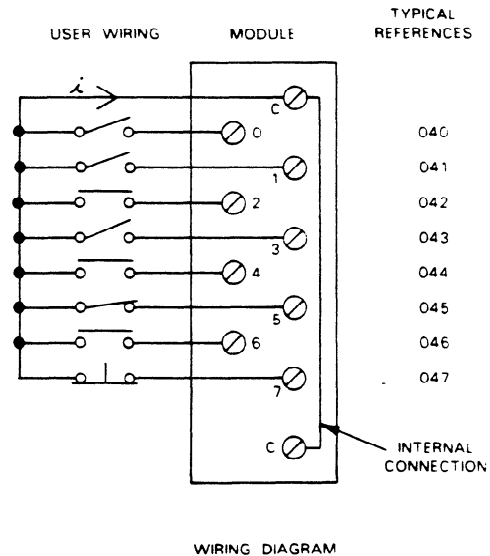 TYPICAL
USER WIRING MODULE REFERENCES
i
C
0 040
1 041
2 042
3 043
4 044
5 045
6 046
7 047
C
INTERNAL
CONNECTION
WIRING DIAGRAM